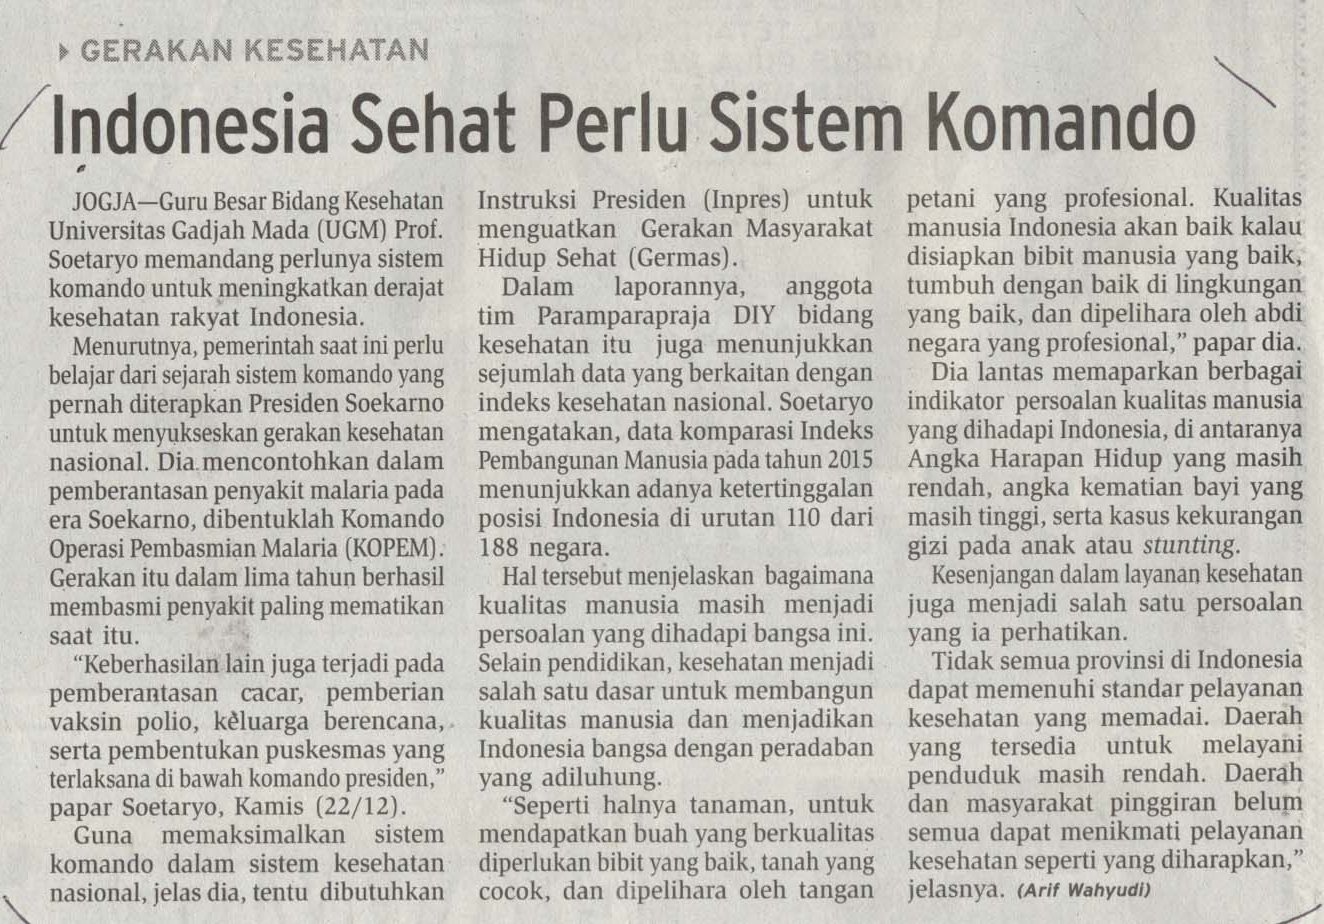 GERAKAN KESEHATAN
Indonesia Sehat Perlu Sistem Komando
JOGJA—Guru Besar Bidang Kesehatan
Universitas Gadjah Mada (UGM) Prof.
Soetaryo memandang perlunya sistem
komando untuk meningkatkan derajat
kesehatan rakyat Indonesia.
Menurutnya, pemerintah saat ini perlu
belajar dari sejarah sistem komando yang
pernah diterapkan Presiden Soekarno
untuk menyukseskan gerakan kesehatan
nasional. Dia mencontohkan dalam
pemberantasan penyakit malaria pada
era Soekarno, dibentuklah Komando
Operasi Pembasmian Malaria (KOPEM).
Gerakan itu dalam lima tahun berhasil
membasmi penyakit paling mematikan
saat itu.
“Keberhasilan lain juga terjadi pada
pemberantasan cacar, pemberian
vaksin polio, keluarga berencana,
serta pembentukan puskesmas yang
terlaksana di bawah komando presiden,”
papar Soetaryo, Kamis (22/12).
Guna memaksimalkan sistem
komando dalam sistem kesehatan
nasional, jelas dia, tentu dibutuhkan
Instruksi Presiden (Inpres) untuk
menguatkan Gerakan Masyarakat
Hidup Sehat (Germas).
Dalam laporannya, anggota
tim Paramparapraja DIY bidang
kesehatan itu juga menunjukkan
sejumlah data yang berkaitan dengan
indeks kesehatan nasional. Soetaryo
mengatakan, data komparasi Indeks
Pembangunan Manusia pada tahun 2015
menunjukkan adanya ketertinggalan
posisi Indonesia di urutan 110 dari
188 negara.
Hal tersebut menjelaskan bagaimana
kualitas manusia masih menjadi
persoalan yang dihadapi bangsa ini.
Selain pendidikan, kesehatan menjadi
salah satu dasar untuk membangun
kualitas manusia dan menjadikan
Indonesia bangsa dengan peradaban
yang adiluhung.
“Seperti halnya tanaman, untuk
mendapatkan buah yang berkualitas
diperlukan bibit yang baik, tanah yang
cocok, dan dipelihara oleh tangan
petani yang profesional. Kualitas
manusia Indonesia akan baik kalau
disiapkan bibit manusia yang baik,
tumbuh dengan baik di lingkungan
yang baik, dan dipelihara oleh abdi
negara yang profesional,” papar dia.
Dia lantas memaparkan berbagai
indikator persoalan kualitas manusia
yang dihadapi Indonesia, di antaranya
Angka Harapan Hidup yang masih
rendah, angka kematian bayi yang
masih tinggi, serta kasus kekurangan
gizi pada anak atau stunting.
Kesenjangan dalam layanan kesehatan
juga menjadi salah satu persoalan
yang ia perhatikan.
Tidak semua provinsi di Indonesia
dapat memenuhi standar pelayanan
kesehatan yang memadai. Daerah
yang tersedia untuk melayani
penduduk masih rendah. Daerah
dan masyarakat pinggiran belum
semua dapat menikmati pelayanan
kesehatan seperti yang diharapkan,”
jelasnya. (Arif Wahyudi)